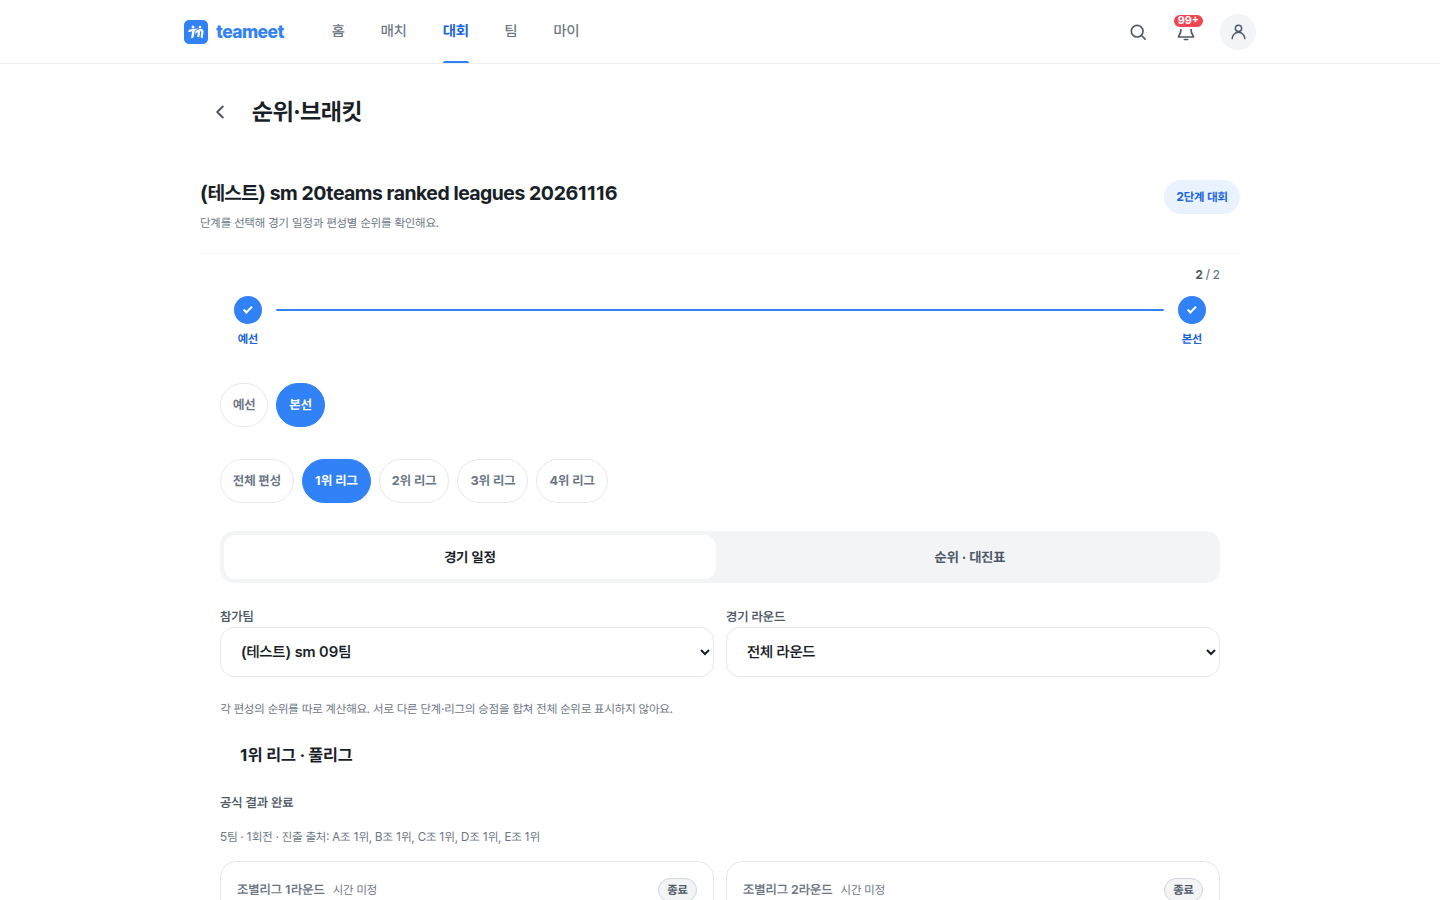 teameet 홈 매치 대회 팀 마이 99+
순위·브래킷
(테스트) sm 20teams ranked leagues 20261116
2단계 대회
단계를 선택해 경기 일정과 편성별 순위를 확인해요.
2 / 2
예선 본선
예선 본선
전체 편성 1위 리그 2위 리그 3위 리그 4위 리그
경기 일정 순위 · 대진표
참가팀 경기 라운드
(테스트) sm 09팀 전체 라운드
각 편성의 순위를 따로 계산해요. 서로 다른 단계·리그의 승점을 합쳐 전체 순위로 표시하지 않아요.
1위 리그 · 풀리그
공식 결과 완료
5팀 · 1회전 · 진출 출처: A조 1위, B조 1위, C조 1위, D조 1위, E조 1위
조별리그 1라운드 시간 미정 종료 조별리그 2라운드 시간 미정 종료